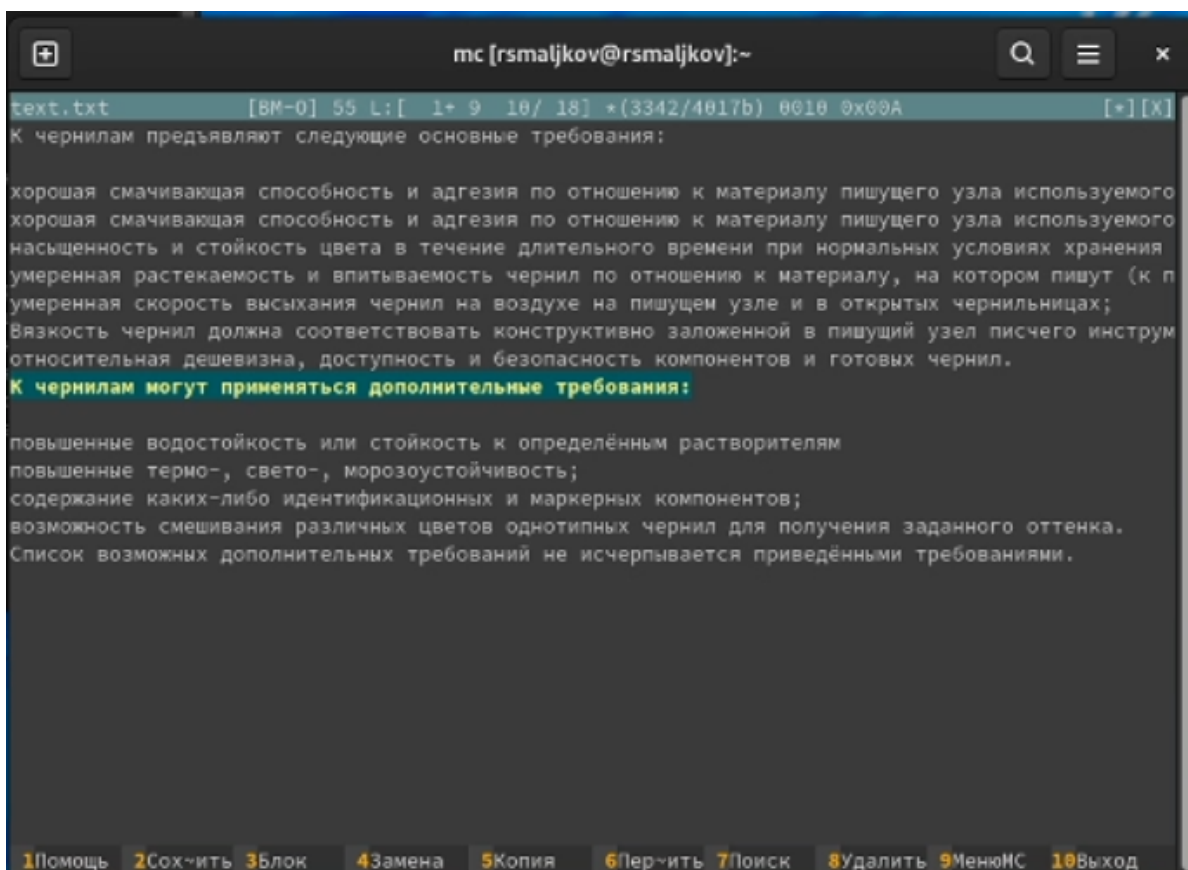 mc [rsmaljkov@rsmaljkov]:~
text.txt [BM-O] 55 L:[ 1+ 9 10/ 18] *(3342/4017b) 0010 0x00A [*][X]
К чернилам предъявляют следующие основные требования:
хорошая смачивающая способность и адгезия по отношению к материалу пишущего узла используемого
хорошая смачивающая способность и адгезия по отношению к материалу пишущего узла используемого
насыщенность и стойкость цвета в течение длительного времени при нормальных условиях хранения
умеренная растекаемость и впитываемость чернил по отношению к материалу, на котором пишут (к п
умеренная скорость высыхания чернил на воздухе на пишущем узле и в открытых чернильницах;
Вязкость чернил должна соответствовать конструктивно заложенной в пишущий узел писчего инструм
относительная дешевизна, доступность и безопасность компонентов и готовых чернил.
К чернилам могут применяться дополнительные требования:
повышенные водостойкость или стойкость к определённым растворителям
повышенные термо-, свето-, морозоустойчивость;
содержание каких-либо идентификационных и маркерных компонентов;
возможность смешивания различных цветов однотипных чернил для получения заданного оттенка.
Список возможных дополнительных требований не исчерпывается приведёнными требованиями.
1Помощь 2Сох~ить 3Блок 4Замена 5Копия 6Пер~ить 7Поиск 8Удалить 9МенюMC 10Выход